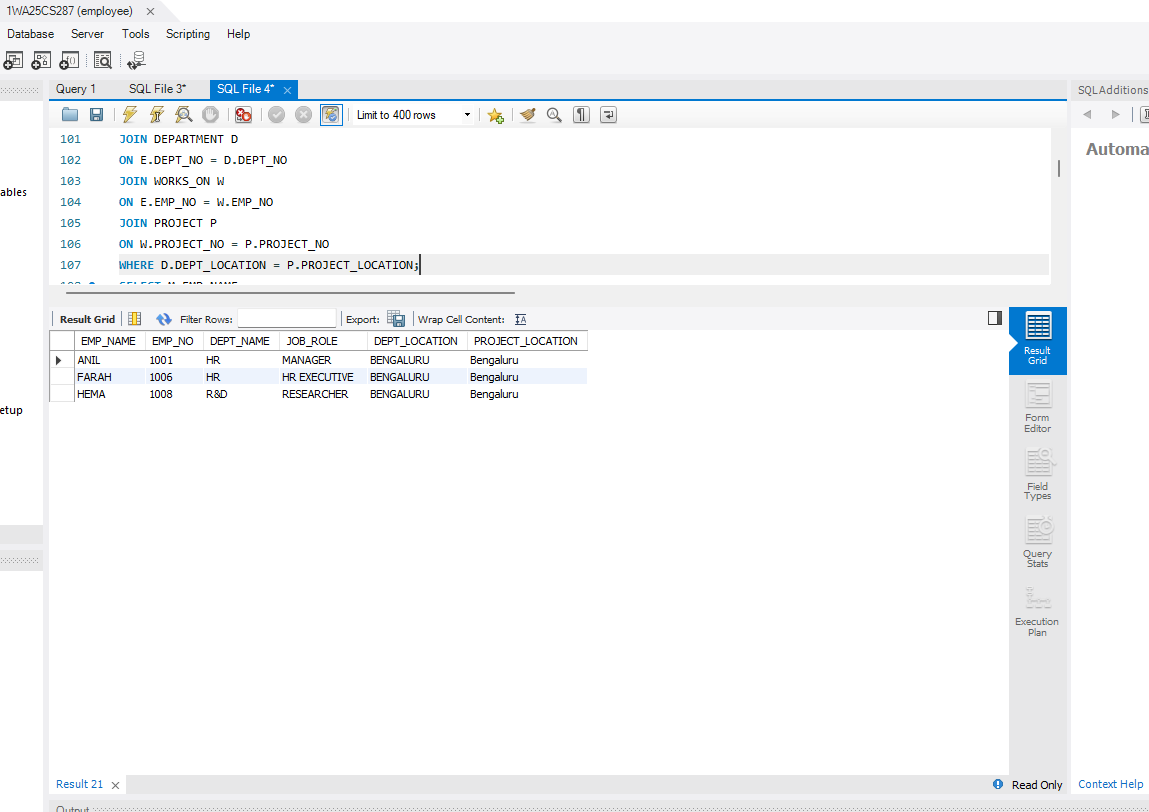 1WA25CS287 (employee)
Database Server Tools Scripting Help
Query 1 SQL File 3* SQL File 4*
SQLAdditions
Limit to 400 rows
Automa
ables
etup
101 JOIN DEPARTMENT D
102 ON E.DEPT_NO = D.DEPT_NO
103 JOIN WORKS_ON W
104 ON E.EMP_NO = W.EMP_NO
105 JOIN PROJECT P
106 ON W.PROJECT_NO = P.PROJECT_NO
107 WHERE D.DEPT_LOCATION = P.PROJECT_LOCATION;
108 SELECT M.EMP_NAME
Result Grid Filter Rows: Export: Wrap Cell Content:
EMP_NAME EMP_NO DEPT_NAME JOB_ROLE DEPT_LOCATION PROJECT_LOCATION
ANIL 1001 HR MANAGER BENGALURU Bengaluru
FARAH 1006 HR HR EXECUTIVE BENGALURU Bengaluru
HEMA 1008 R&D RESEARCHER BENGALURU Bengaluru
Result
Grid
Form
Editor
Field
Types
Query
Stats
Execution
Plan
Result 21
Read Only
Context Help
Output